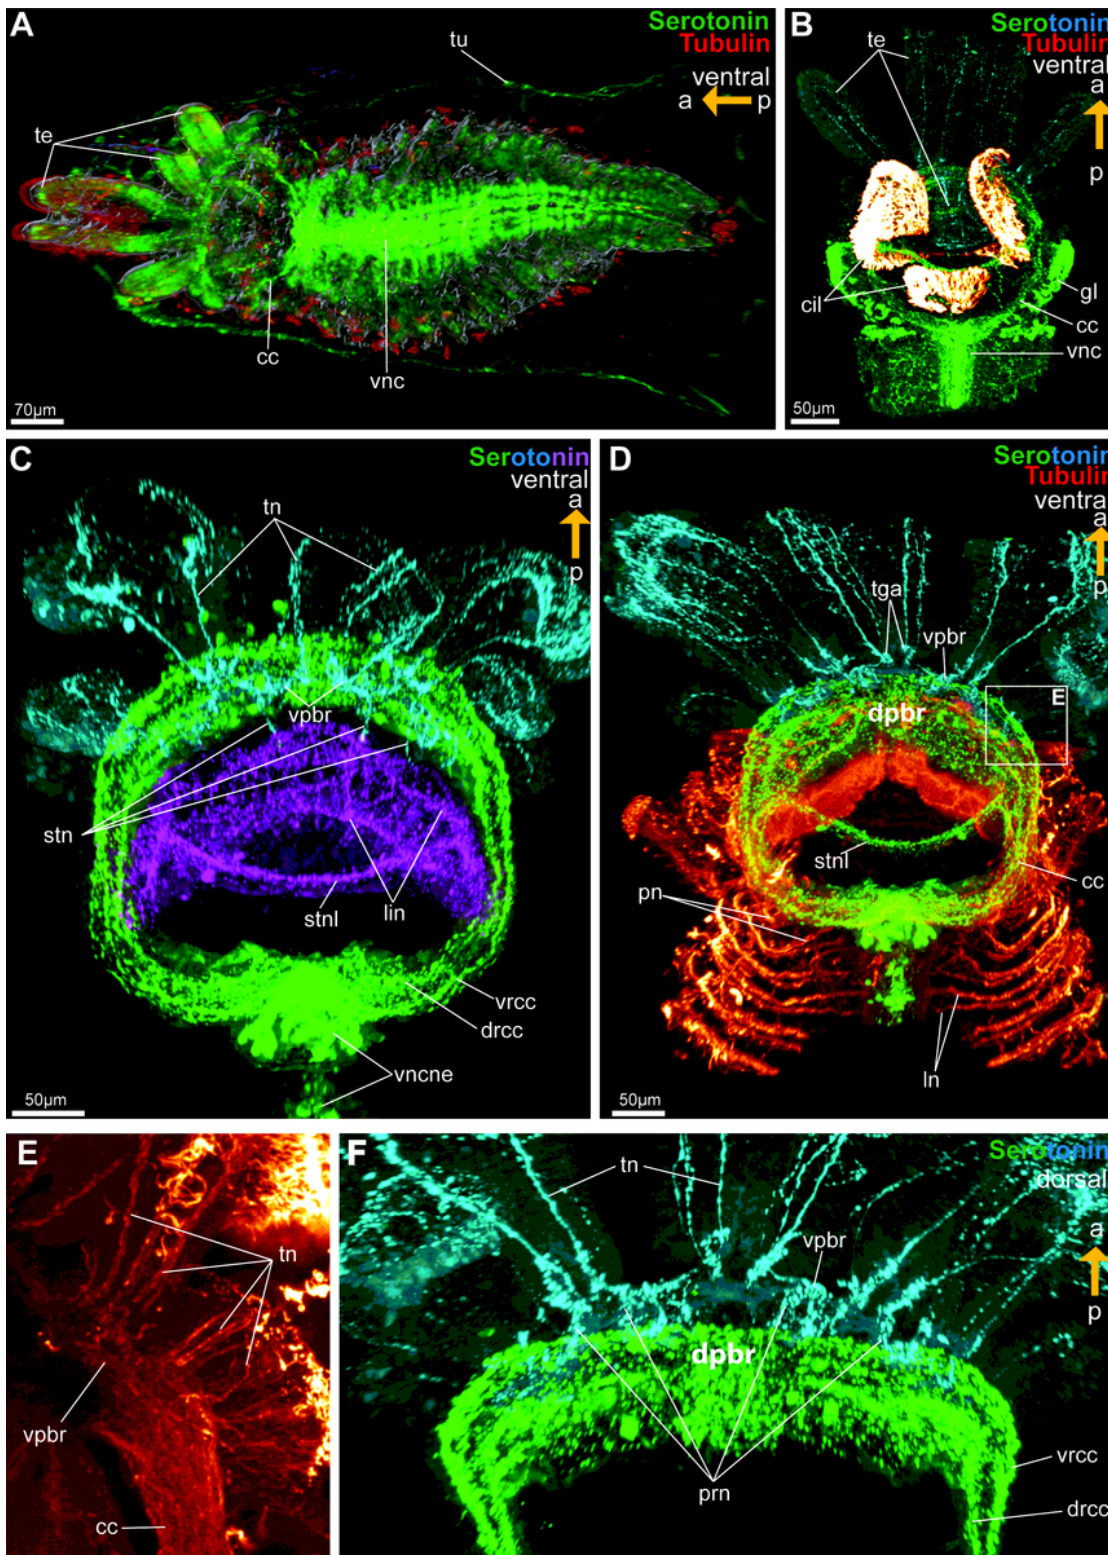 A
Serotonin
Tubulin
ventral
a p
tu
te
cc
vnc
70µm
B
Serotonin
Tubulin
ventral
a
p
te
cil
gl
cc
vnc
50µm
C
Serotonin
ventral
a
p
tn
vpbr
stn
stnl
lin
vrcc
drcc
vncne
50µm
D
Serotonin
Tubulin
ventral
a
p
tga
vpbr
E
dpbr
stnl
cc
pn
ln
50µm
E
tn
vpbr
cc
F
Serotonin
dorsal
a
p
tn
vpbr
dpbr
prn
vrcc
drcc